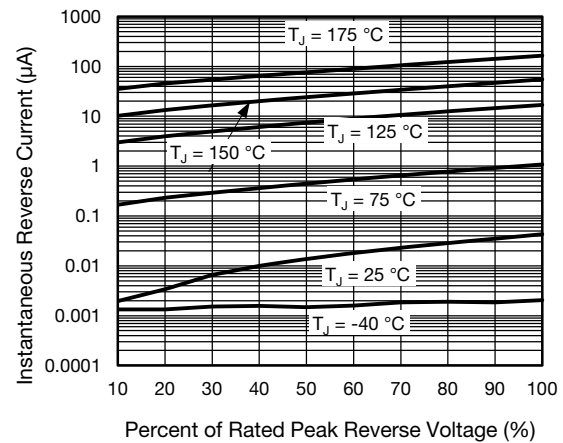 Instantaneous Reverse Current (μA)
1000
100
10
1
0.1
0.01
0.001
0.0001
T_J = 175 °C
T_J = 150 °C
T_J = 125 °C
T_J = 75 °C
T_J = 25 °C
T_J = -40 °C
10 20 30 40 50 60 70 80 90 100
Percent of Rated Peak Reverse Voltage (%)